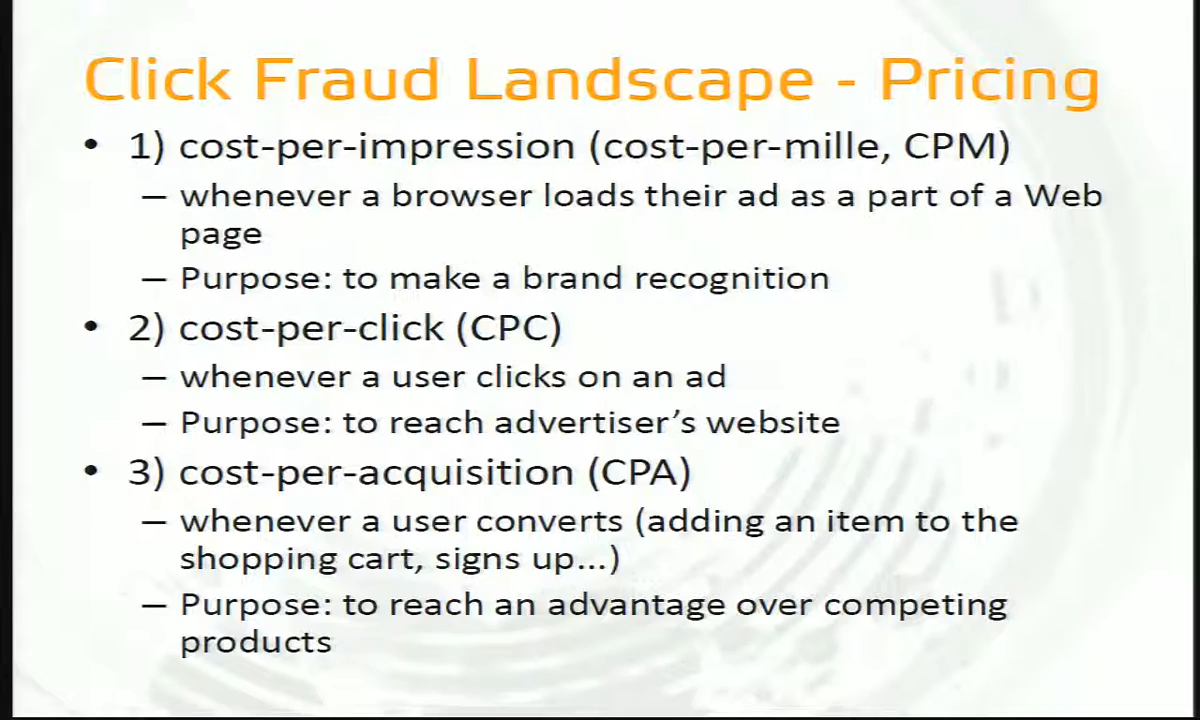 Click Fraud Landscape - Pricing
• 1) cost-per-impression (cost-per-mille, CPM)
– whenever a browser loads their ad as a part of a Web
page
– Purpose: to make a brand recognition
• 2) cost-per-click (CPC)
– whenever a user clicks on an ad
– Purpose: to reach advertiser’s website
• 3) cost-per-acquisition (CPA)
– whenever a user converts (adding an item to the
shopping cart, signs up...)
– Purpose: to reach an advantage over competing
products